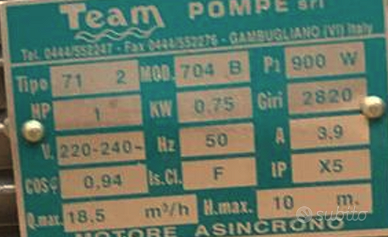 Team POMPE srl
Tel. 0444/552247 - Fax 0444/552276 - GAMBUGLIANO (VI) Italy
Tipo 71 2 MOD. 704 B P1 900 W
HP 1 KW 0.75 Giri 2820
V. 220-240~ Hz 50 A 3.9
COSφ 0,94 Is.Cl. F IP X5
Q.max 18.5 m³/h H.max. 10 m.
MOTORE ASINCRONO
subito